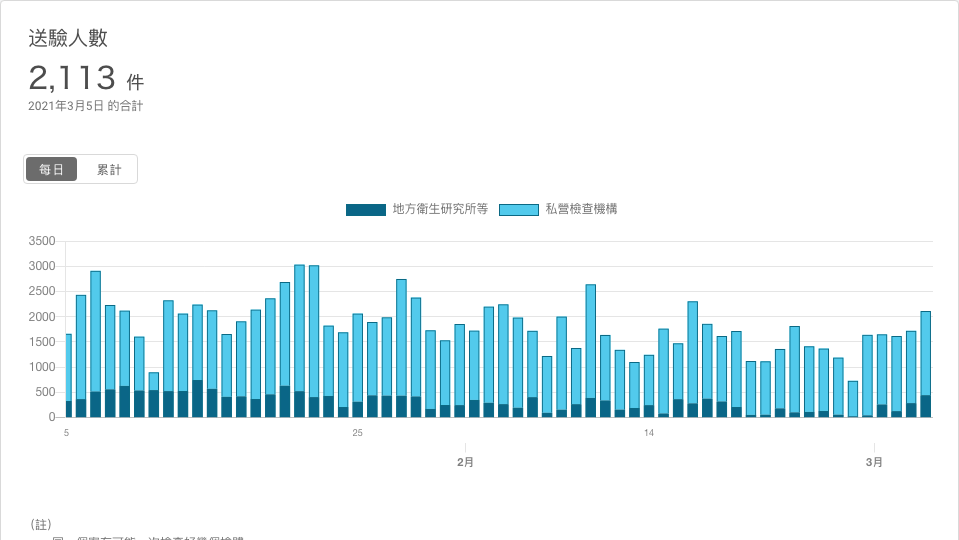 送驗人數
2,113 件
2021年3月5日 的合計
每日 累計
地方衛生研究所等 私營檢查機構
3500
3000
2500
2000
1500
1000
500
0
5 25 14
2月 3月
(註)